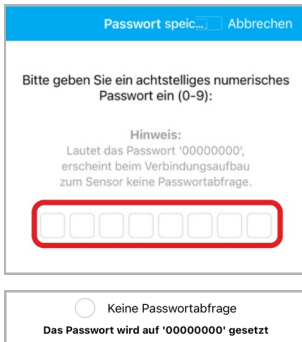 Passwort speic... Abbrechen
Bitte geben Sie ein achtstelliges numerisches
Passwort ein (0-9):
Hinweis:
Lautet das Passwort '00000000',
erscheint beim Verbindungsaufbau
zum Sensor keine Passwortabfrage.
Keine Passwortabfrage
Das Passwort wird auf '00000000' gesetzt